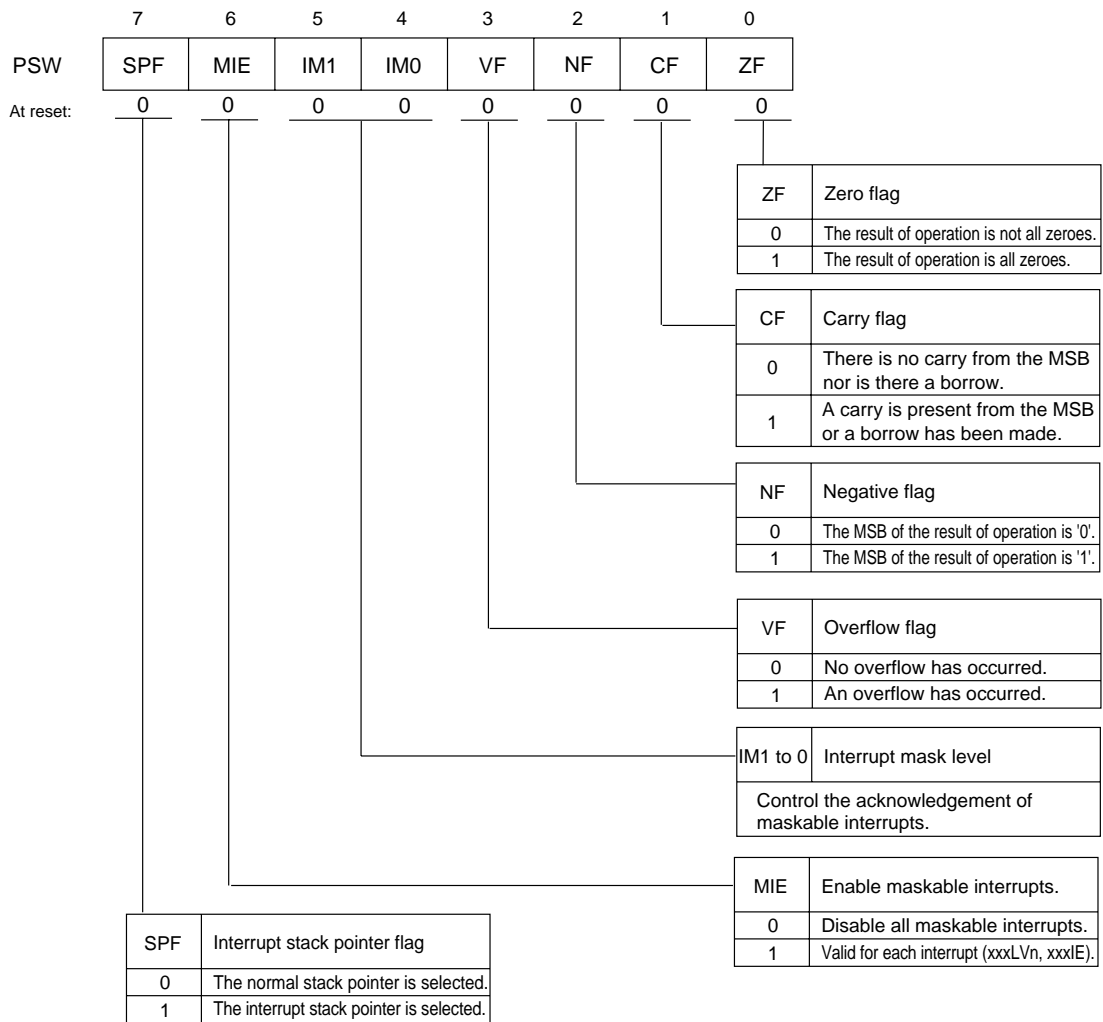 7 6 5 4 3 2 1 0
PSW SPF MIE IM1 IM0 VF NF CF ZF
At reset: 0 0 0 0 0 0 0 0
ZF Zero flag
0 The result of operation is not all zeroes.
1 The result of operation is all zeroes.
CF Carry flag
0 There is no carry from the MSB
nor is there a borrow.
1 A carry is present from the MSB
or a borrow has been made.
NF Negative flag
0 The MSB of the result of operation is '0'.
1 The MSB of the result of operation is '1'.
VF Overflow flag
0 No overflow has occurred.
1 An overflow has occurred.
IM1 to 0 Interrupt mask level
Control the acknowledgement of
maskable interrupts.
MIE Enable maskable interrupts.
0 Disable all maskable interrupts.
1 Valid for each interrupt (xxxLVn, xxxIE).
SPF Interrupt stack pointer flag
0 The normal stack pointer is selected.
1 The interrupt stack pointer is selected.